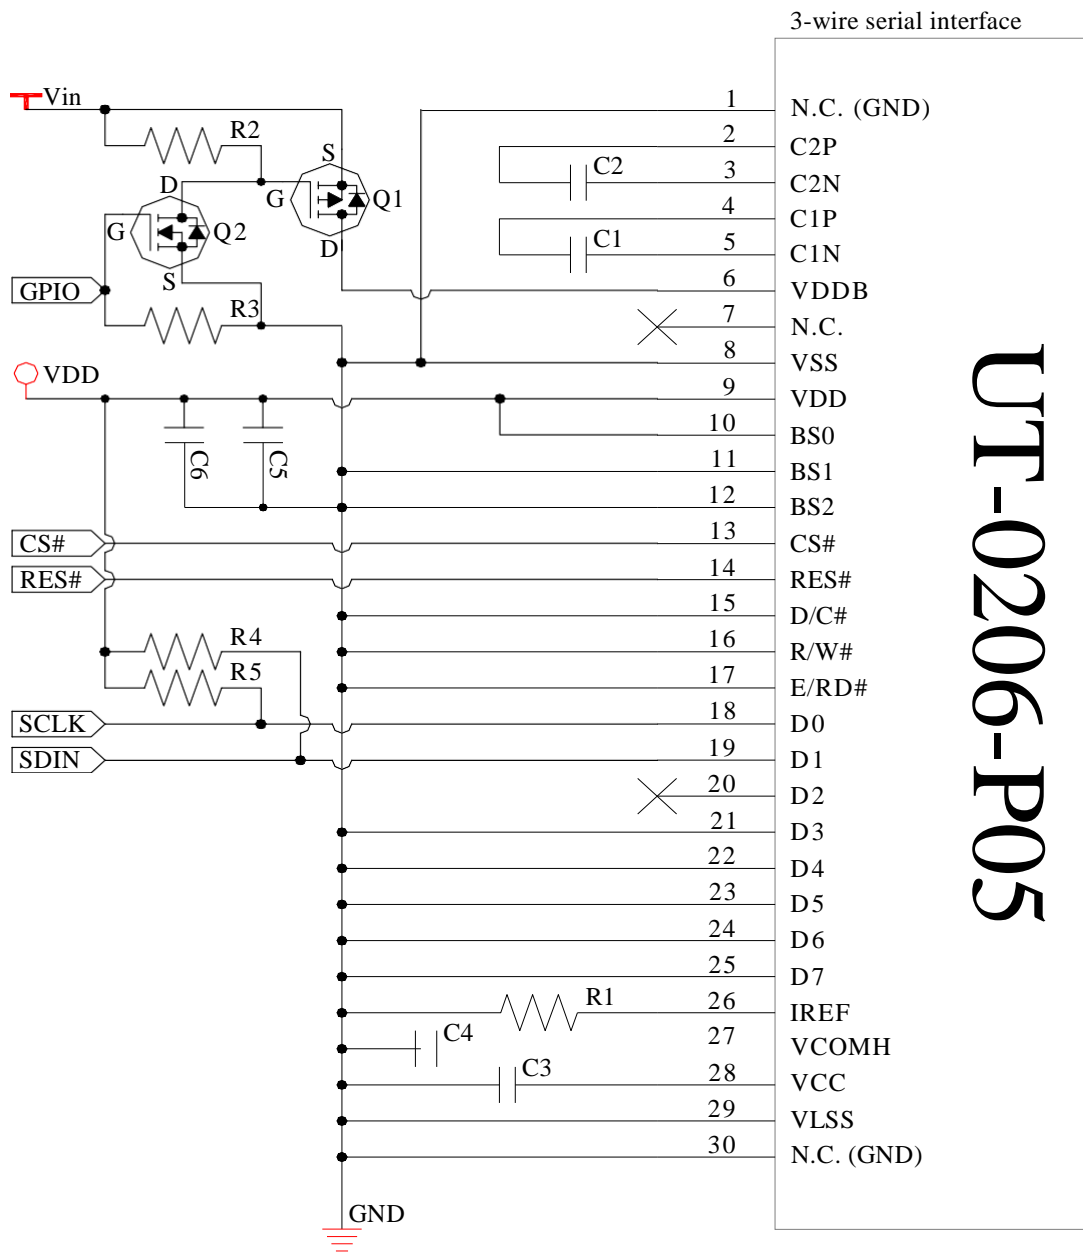 3-wire serial interface
Vin
R2
S
D
G
Q1
G
Q2
D
S
GPIO
R3
VDD
C6
C5
CS#
RES#
R4
R5
SCLK
SDIN
C2
C1
R1
C4
C3
GND
1 N.C. (GND)
2 C2P
3 C2N
4 C1P
5 C1N
6 VDDB
7 N.C.
8 VSS
9 VDD
10 BS0
11 BS1
12 BS2
13 CS#
14 RES#
15 D/C#
16 R/W#
17 E/RD#
18 D0
19 D1
20 D2
21 D3
22 D4
23 D5
24 D6
25 D7
26 IREF
27 VCOMH
28 VCC
29 VLSS
30 N.C. (GND)
UT-0206-P05